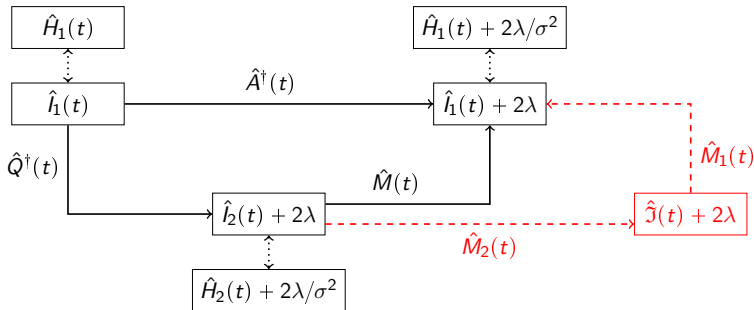 Ĥ₁(t)
Ĥ₁(t) + 2λ/σ²
Î₁(t)
Â†(t)
Î₁(t) + 2λ
Q̂†(t)
M̂(t)
M̂₁(t)
Î₂(t) + 2λ
M̂₂(t)
ℑ̂(t) + 2λ
Ĥ₂(t) + 2λ/σ²